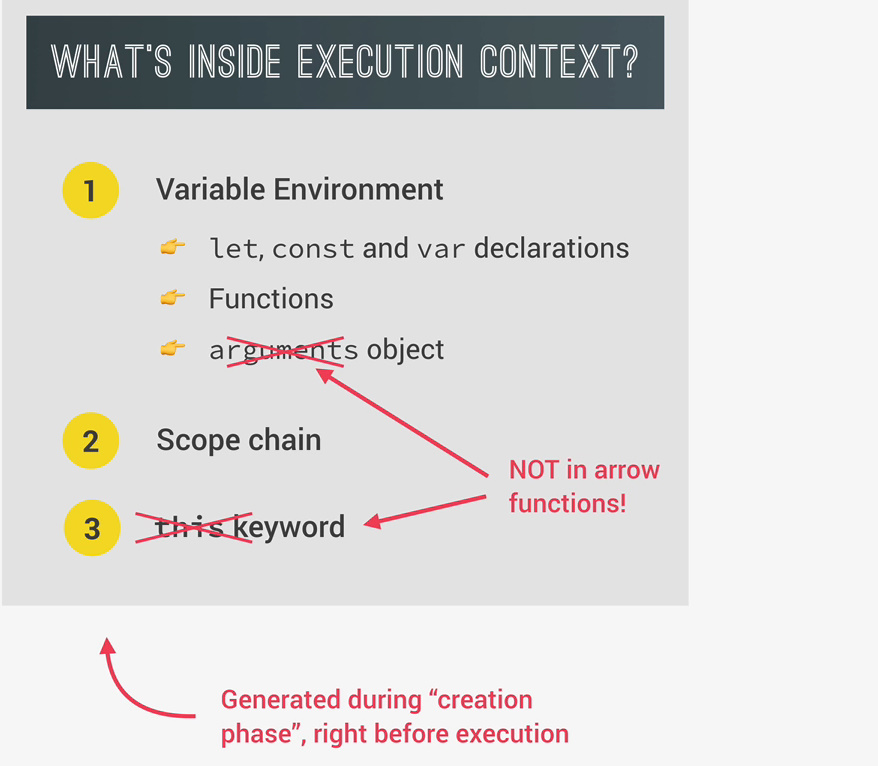 WHAT'S INSIDE EXECUTION CONTEXT?
1 Variable Environment
let, const and var declarations
Functions
arguments object
2 Scope chain
NOT in arrow
functions!
3 this keyword
Generated during “creation
phase”, right before execution